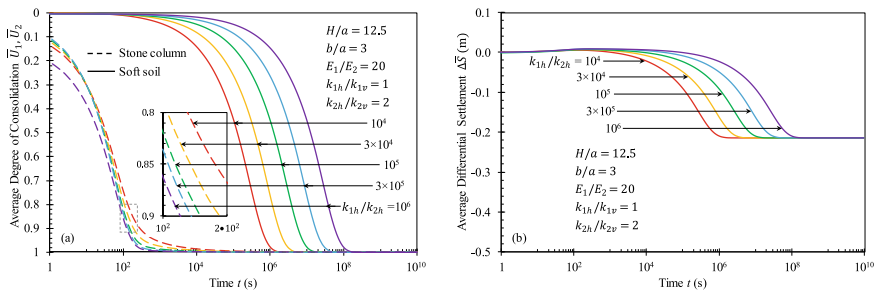 Average Degree of Consolidation U̅₁, U̅₂
0
0.1
0.2
0.3
0.4
0.5
0.6
0.7
0.8
0.9
1
Stone column
Soft soil
H/a = 12.5
b/a = 3
E₁/E₂ = 20
k₁ₕ/k₁ᵥ = 1
k₂ₕ/k₂ᵥ = 2
0.8
0.85
0.9
10²
2•10²
10⁴
3×10⁴
10⁵
3×10⁵
k₁ₕ/k₂ₕ =10⁶
(a)
1
10²
10⁴
10⁶
10⁸
10¹⁰
Time t (s)
Average Differential Settlement ΔS̅ (m)
0.1
0.0
-0.1
-0.2
-0.3
-0.4
-0.5
k₁ₕ/k₂ₕ = 10⁴
3×10⁴
10⁵
3×10⁵
10⁶
H/a = 12.5
b/a = 3
E₁/E₂ = 20
k₁ₕ/k₁ᵥ = 1
k₂ₕ/k₂ᵥ = 2
(b)
1
10²
10⁴
10⁶
10⁸
10¹⁰
Time t (s)